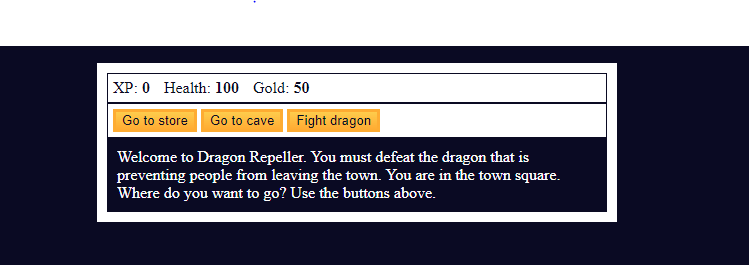 XP: 0 Health: 100 Gold: 50
Go to store Go to cave Fight dragon
Welcome to Dragon Repeller. You must defeat the dragon that is
preventing people from leaving the town. You are in the town square.
Where do you want to go? Use the buttons above.